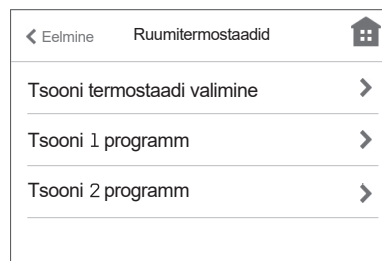 Eelmine Ruumitermostaadid
Tsooni termostaadi valimine
Tsooni 1 programm
Tsooni 2 programm